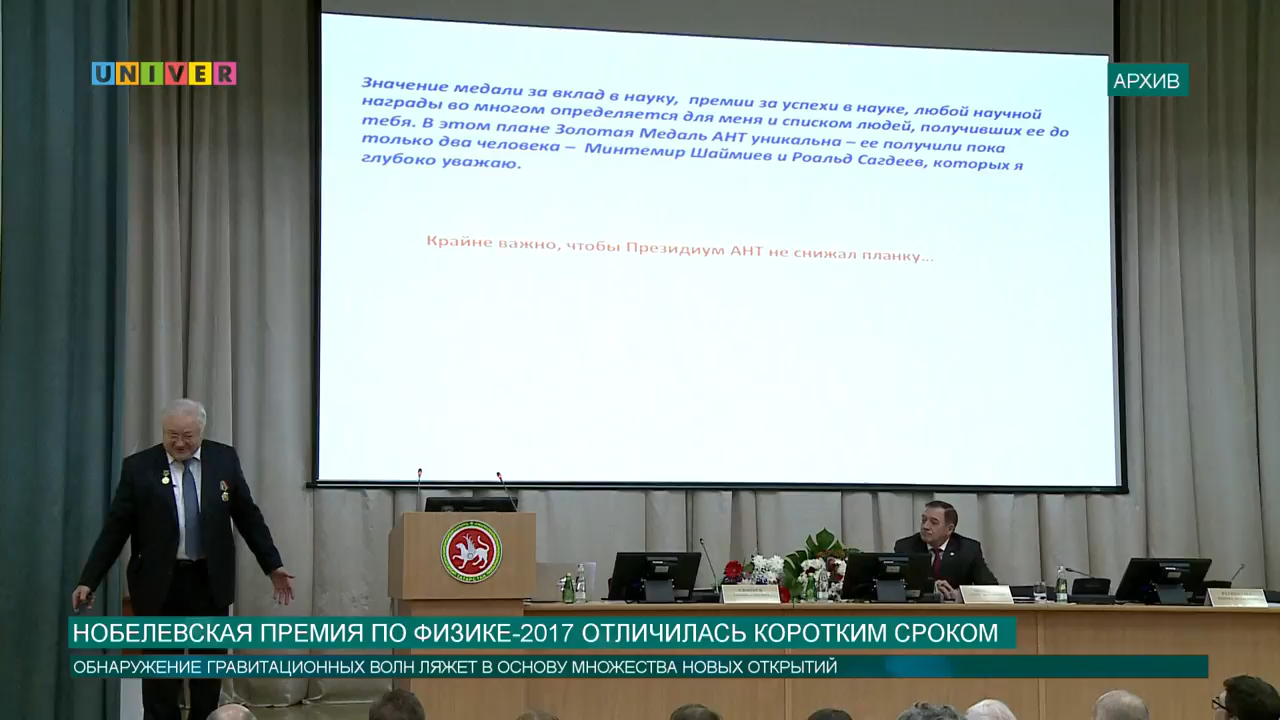 UNIVER
АРХИВ
Значение медали за вклад в науку, премии за успехи в науке, любой научной
награды во многом определяется для меня и списком людей, получивших ее до
тебя. В этом плане Золотая Медаль АНТ уникальна – ее получили пока
только два человека – Минтемир Шаймиев и Роальд Сагдеев, которых я
глубоко уважаю.
Крайне важно, чтобы Президиум АНТ не снижал планку...
НОБЕЛЕВСКАЯ ПРЕМИЯ ПО ФИЗИКЕ-2017 ОТЛИЧИЛАСЬ КОРОТКИМ СРОКОМ
ОБНАРУЖЕНИЕ ГРАВИТАЦИОННЫХ ВОЛН ЛЯЖЕТ В ОСНОВУ МНОЖЕСТВА НОВЫХ ОТКРЫТИЙ